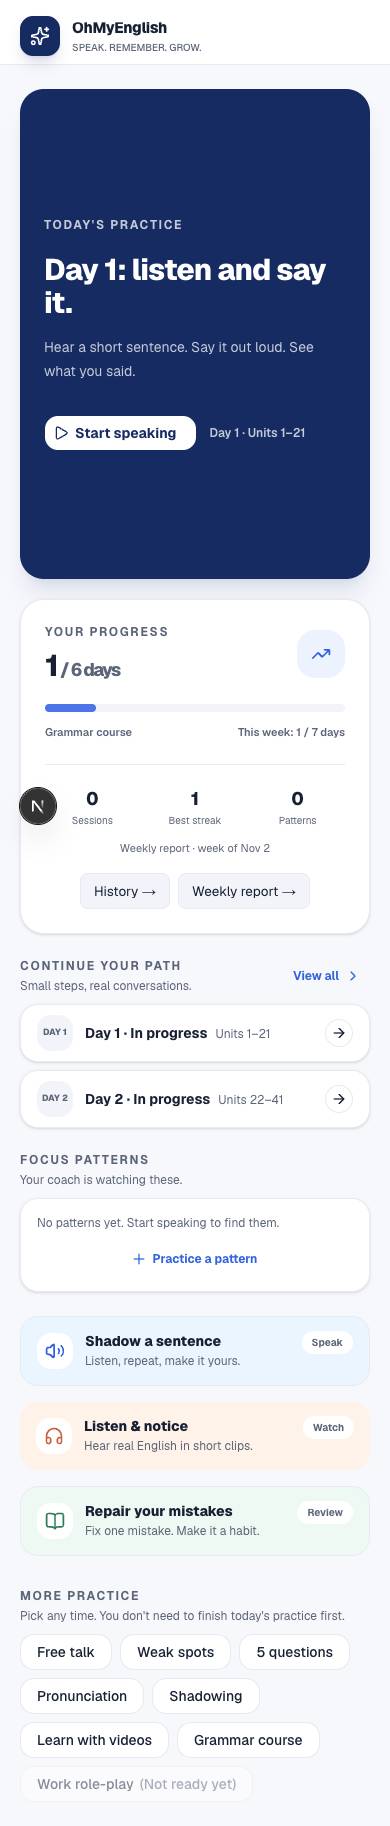 OhMyEnglish
SPEAK. REMEMBER. GROW.
TODAY'S PRACTICE
Day 1: listen and say
it.
Hear a short sentence. Say it out loud. See
what you said.
Start speaking
Day 1 · Units 1–21
YOUR PROGRESS
1 / 6 days
Grammar course
This week: 1 / 7 days
N
0
Sessions
1
Best streak
0
Patterns
Weekly report · week of Nov 2
History →
Weekly report →
CONTINUE YOUR PATH
Small steps, real conversations.
View all
DAY 1
Day 1 · In progress Units 1–21
DAY 2
Day 2 · In progress Units 22–41
FOCUS PATTERNS
Your coach is watching these.
No patterns yet. Start speaking to find them.
Practice a pattern
Shadow a sentence
Listen, repeat, make it yours.
Speak
Listen & notice
Hear real English in short clips.
Watch
Repair your mistakes
Fix one mistake. Make it a habit.
Review
MORE PRACTICE
Pick any time. You don't need to finish today's practice first.
Free talk
Weak spots
5 questions
Pronunciation
Shadowing
Learn with videos
Grammar course
Work role-play (Not ready yet)